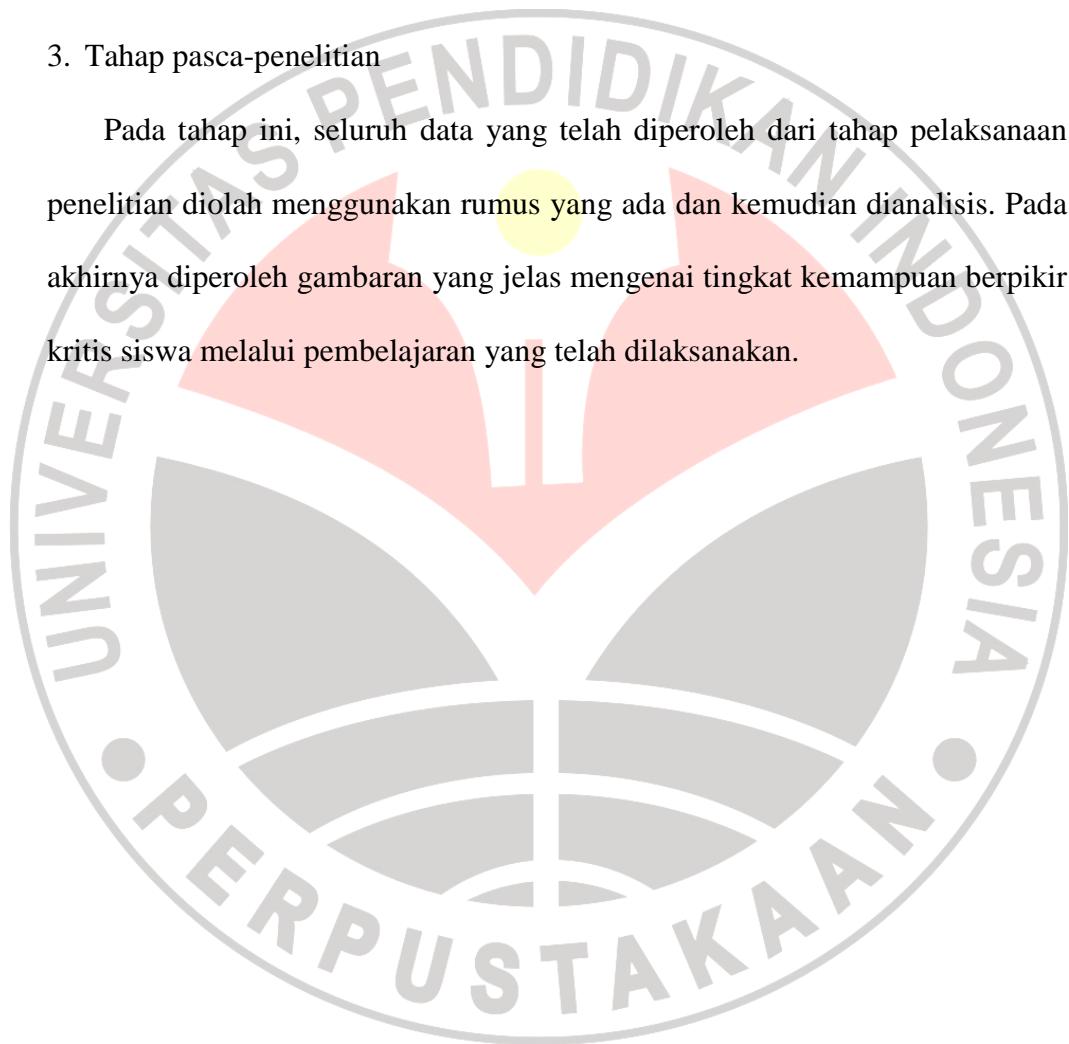 3. Tahap pasca-penelitian
Pada tahap ini, seluruh data yang telah diperoleh dari tahap pelaksanaan
penelitian diolah menggunakan rumus yang ada dan kemudian dianalisis. Pada
akhirnya diperoleh gambaran yang jelas mengenai tingkat kemampuan berpikir
kritis siswa melalui pembelajaran yang telah dilaksanakan.
UNIVERSITAS PENDIDIKAN INDONESIA
PERPUSTAKAAN